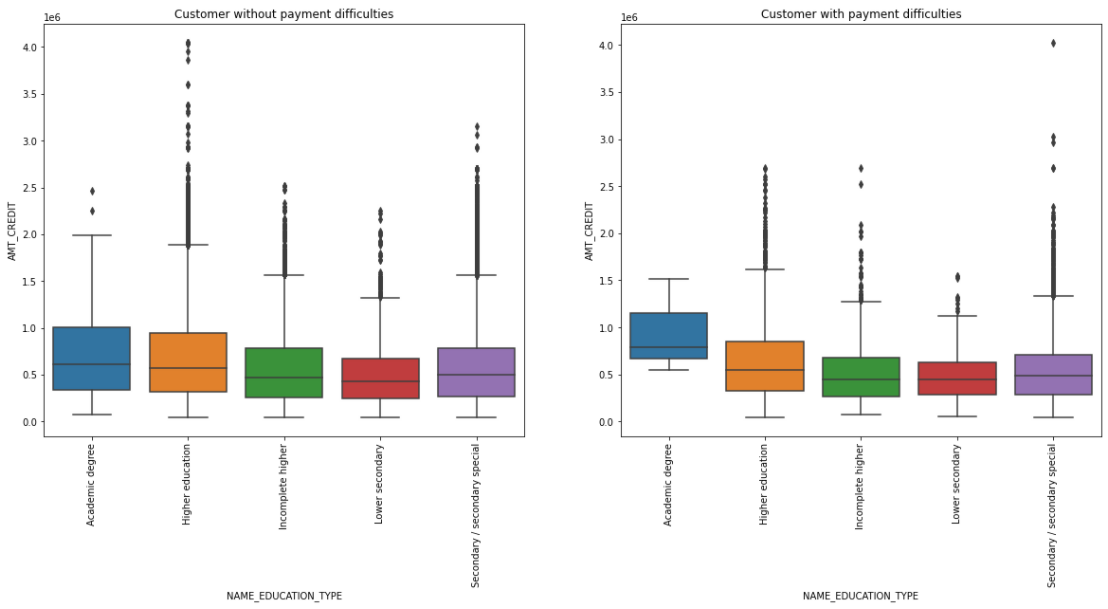 Customer without payment difficulties
1e6
4.0
3.5
3.0
2.5
2.0
1.5
1.0
0.5
0.0
AMT_CREDIT
Academic degree
Higher education
Incomplete higher
Lower secondary
Secondary / secondary special
NAME_EDUCATION_TYPE
Customer with payment difficulties
1e6
4.0
3.5
3.0
2.5
2.0
1.5
1.0
0.5
0.0
AMT_CREDIT
Academic degree
Higher education
Incomplete higher
Lower secondary
Secondary / secondary special
NAME_EDUCATION_TYPE